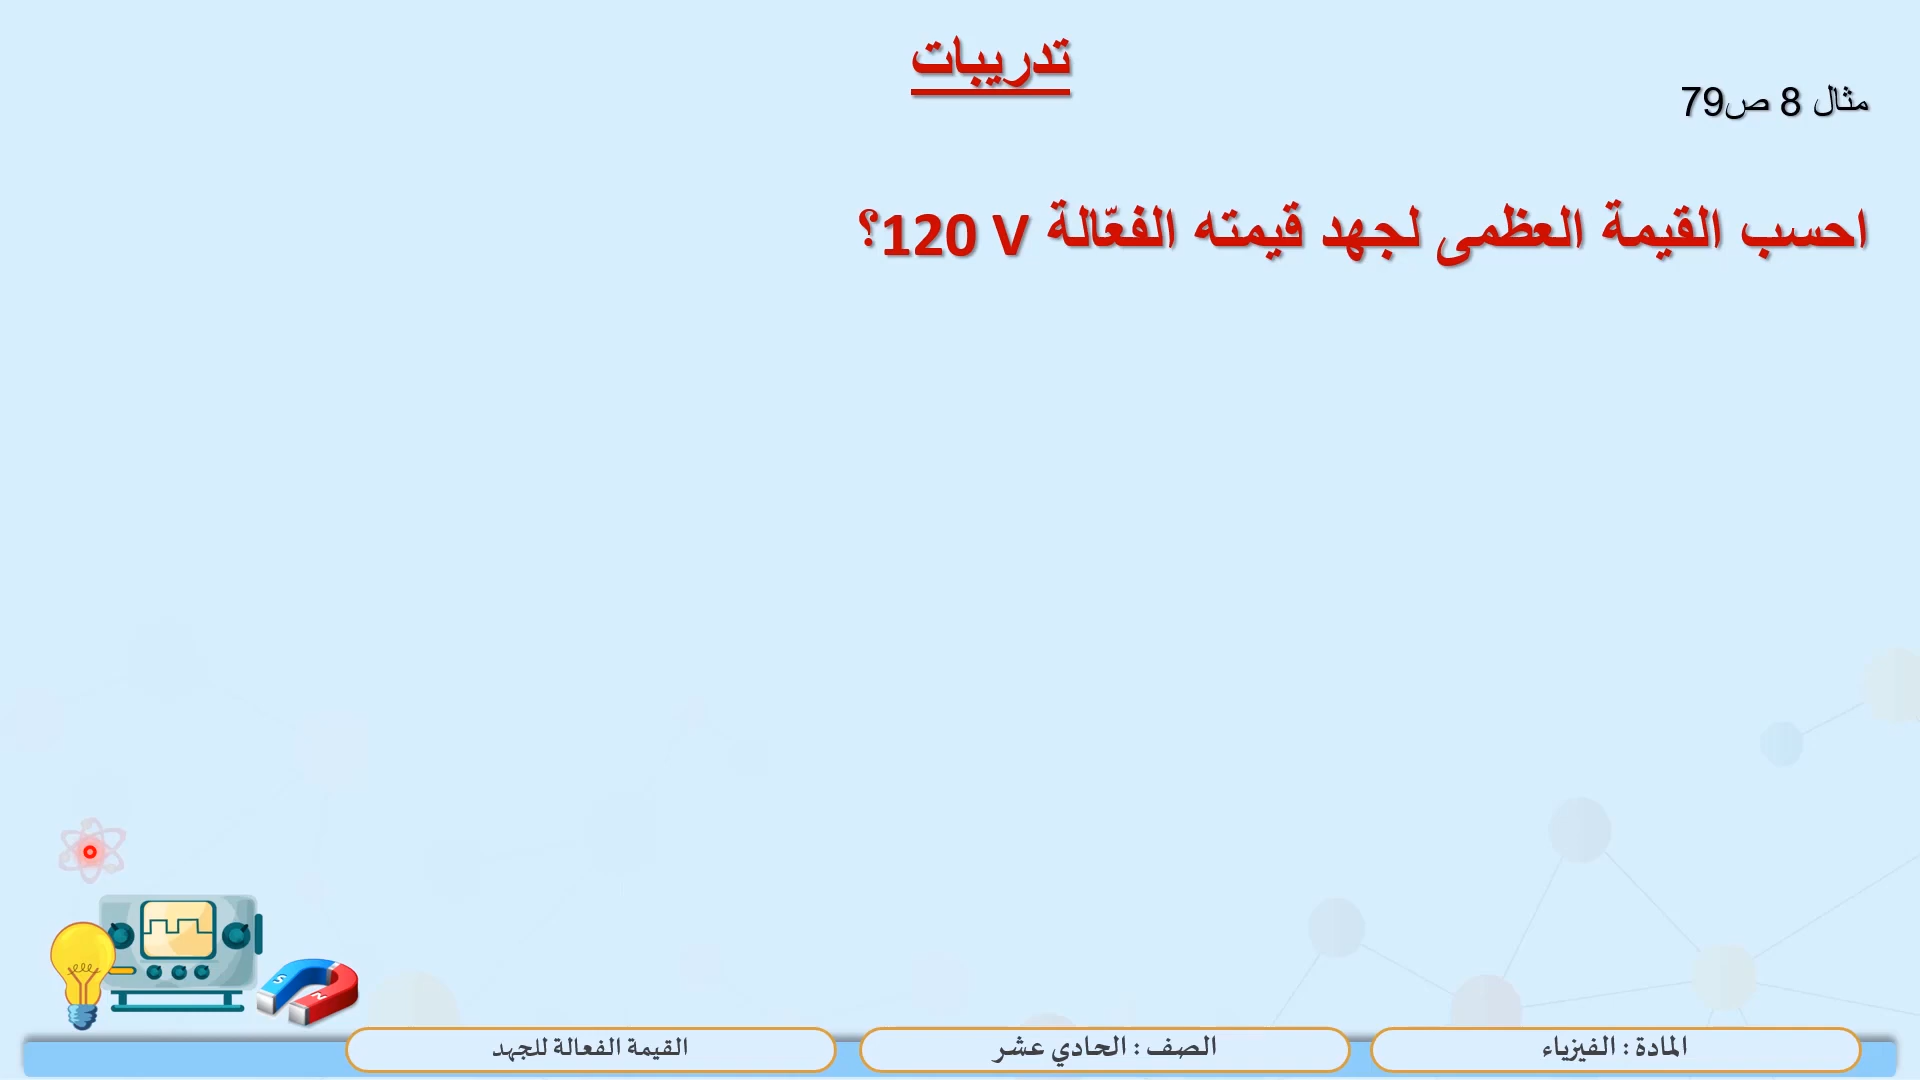 تدريبات
مثال 8 ص79
احسب القيمة العظمى لجهد قيمته الفعّالة 120 V؟
S
N
المادة : الفيزياء
الصف : الحادي عشر
القيمة الفعالة للجهد